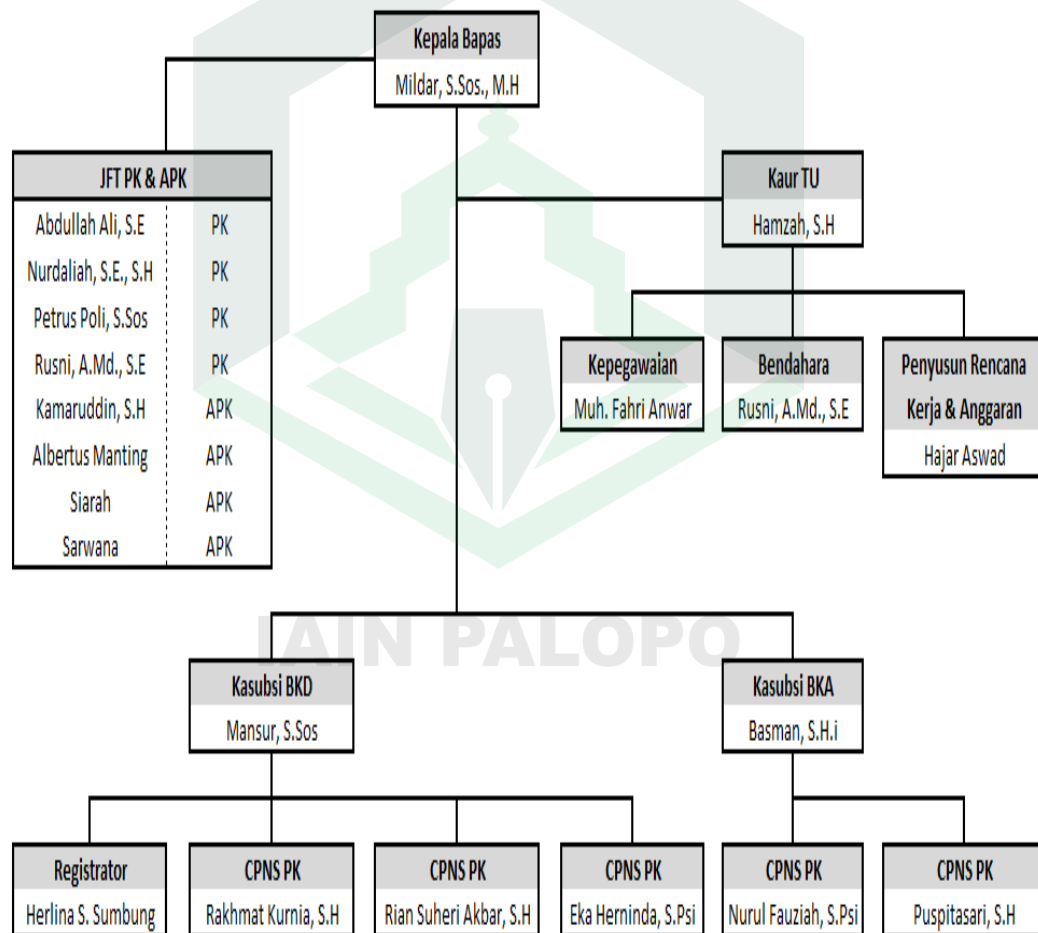 Kepala Bapas
Mildar, S.Sos., M.H
JFT PK & APK
Abdullah Ali, S.E PK
Nurdaliah, S.E., S.H PK
Petrus Poli, S.Sos PK
Rusni, A.Md., S.E PK
Kamaruddin, S.H APK
Albertus Manting APK
Siarah APK
Sarwana APK
Kaur TU
Hamzah, S.H
Kepegawaian
Muh. Fahri Anwar
Bendahara
Rusni, A.Md., S.E
Penyusun Rencana
Kerja & Anggaran
Hajar Aswad
IAIN PALOPO
Kasubsi BKD
Mansur, S.Sos
Kasubsi BKA
Basman, S.H.i
Registrator
Herlina S. Sumbung
CPNS PK
Rakhmat Kurnia, S.H
CPNS PK
Rian Suheri Akbar, S.H
CPNS PK
Eka Herninda, S.Psi
CPNS PK
Nurul Fauziah, S.Psi
CPNS PK
Puspitasari, S.H